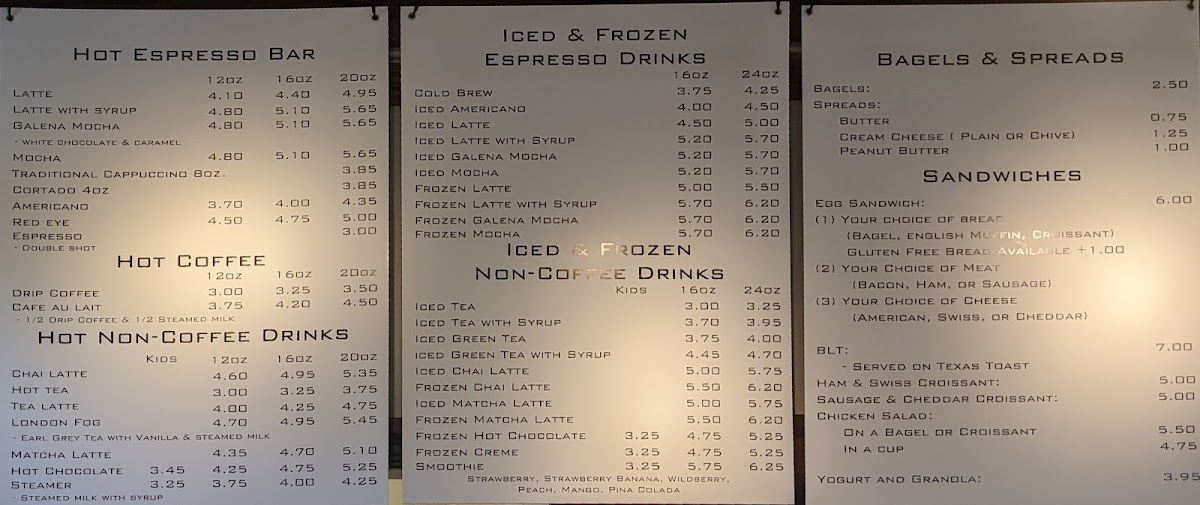 Hot Espresso Bar
12oz 16oz 20oz
Latte 4.10 4.40 4.95
Latte with syrup 4.80 5.10 5.65
Galena Mocha 4.80 5.10 5.65
- white chocolate & caramel
Mocha 4.80 5.10 5.65
Traditional Cappuccino 8oz. 3.85
Cortado 4oz 3.85
Americano 3.70 4.00 4.35
Red eye 4.50 4.75 5.00
Espresso 3.00
- Double shot
Hot Coffee
12oz 16oz 20oz
Drip Coffee 3.00 3.25 3.50
Cafe au lait 3.75 4.20 4.50
- 1/2 Drip Coffee & 1/2 Steamed milk
Hot Non-Coffee Drinks
Kids 12oz 16oz 20oz
Chai latte 4.60 4.95 5.35
Hot tea 3.00 3.25 3.75
Tea latte 4.00 4.25 4.75
London Fog 4.70 4.95 5.45
- Earl Grey Tea with Vanilla & steamed milk
Matcha Latte 4.35 4.70 5.10
Hot Chocolate 3.45 4.25 4.75 5.25
Steamer 3.25 3.75 4.00 4.25
- Steamed milk with syrup
Iced & Frozen
Espresso Drinks
16oz 24oz
Cold Brew 3.75 4.25
Iced Americano 4.00 4.50
Iced Latte 4.50 5.00
Iced Latte with Syrup 5.20 5.70
Iced Galena Mocha 5.20 5.70
Iced Mocha 5.20 5.70
Frozen Latte 5.00 5.50
Frozen Latte with Syrup 5.70 6.20
Frozen Galena Mocha 5.70 6.20
Frozen Mocha 5.70 6.20
Iced & Frozen
Non-Coffee Drinks
Kids 16oz 24oz
Iced Tea 3.00 3.25
Iced Tea with Syrup 3.70 3.95
Iced Green Tea 3.75 4.00
iced Green Tea with Syrup 4.45 4.70
Iced Chai Latte 5.00 5.75
Frozen Chai Latte 5.50 6.20
Iced Matcha Latte 5.00 5.75
Frozen Matcha Latte 5.50 6.20
Frozen Hot Chocolate 3.25 4.75 5.25
Frozen Creme 3.25 4.75 5.25
Smoothie 3.25 5.75 6.25
Strawberry, Strawberry Banana, Wildberry,
Peach, Mango, Pina Colada
Bagels & Spreads
Bagels: 2.50
Spreads:
Butter 0.75
Cream Cheese ( Plain or Chive) 1.25
Peanut Butter 1.00
Sandwiches
Egg Sandwich: 6.00
(1) Your choice of bread
(Bagel, english Muffin, Croissant)
Gluten Free Bread Available +1.00
(2) Your Choice of Meat
(Bacon, Ham, or Sausage)
(3) Your Choice of Cheese
(American, Swiss, or Cheddar)
BLT: 7.00
- Served on Texas Toast
Ham & Swiss Croissant: 5.00
Sausage & Cheddar Croissant: 5.00
Chicken Salad:
On a Bagel or Croissant 5.50
In a cup 4.75
Yogurt and Granola: 3.95